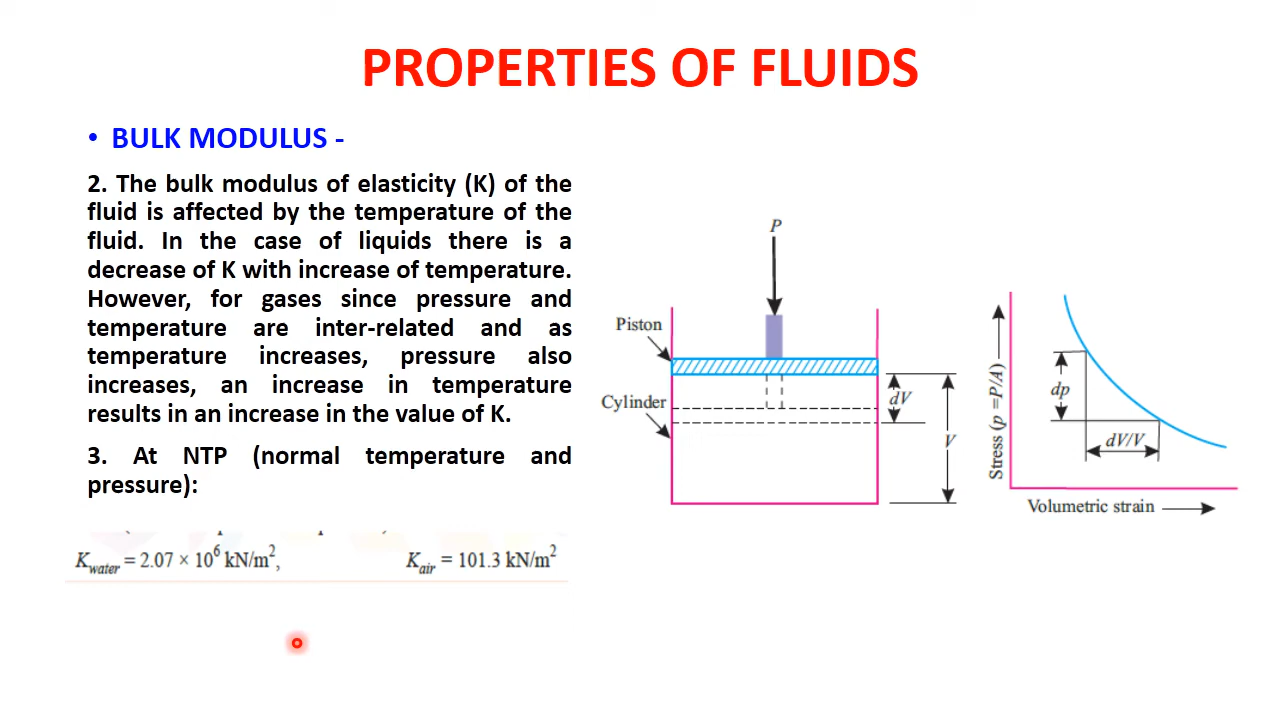 PROPERTIES OF FLUIDS
• BULK MODULUS -
2. The bulk modulus of elasticity (K) of the
fluid is affected by the temperature of the
fluid. In the case of liquids there is a
decrease of K with increase of temperature.
However, for gases since pressure and
temperature are inter-related and as
temperature increases, pressure also
increases, an increase in temperature
results in an increase in the value of K.
3. At NTP (normal temperature and
pressure):
K_water = 2.07 × 10⁶ kN/m²,
K_air = 101.3 kN/m²
P
Piston
Cylinder
dV
V
Stress (p =P/A)
dp
dV/V
Volumetric strain